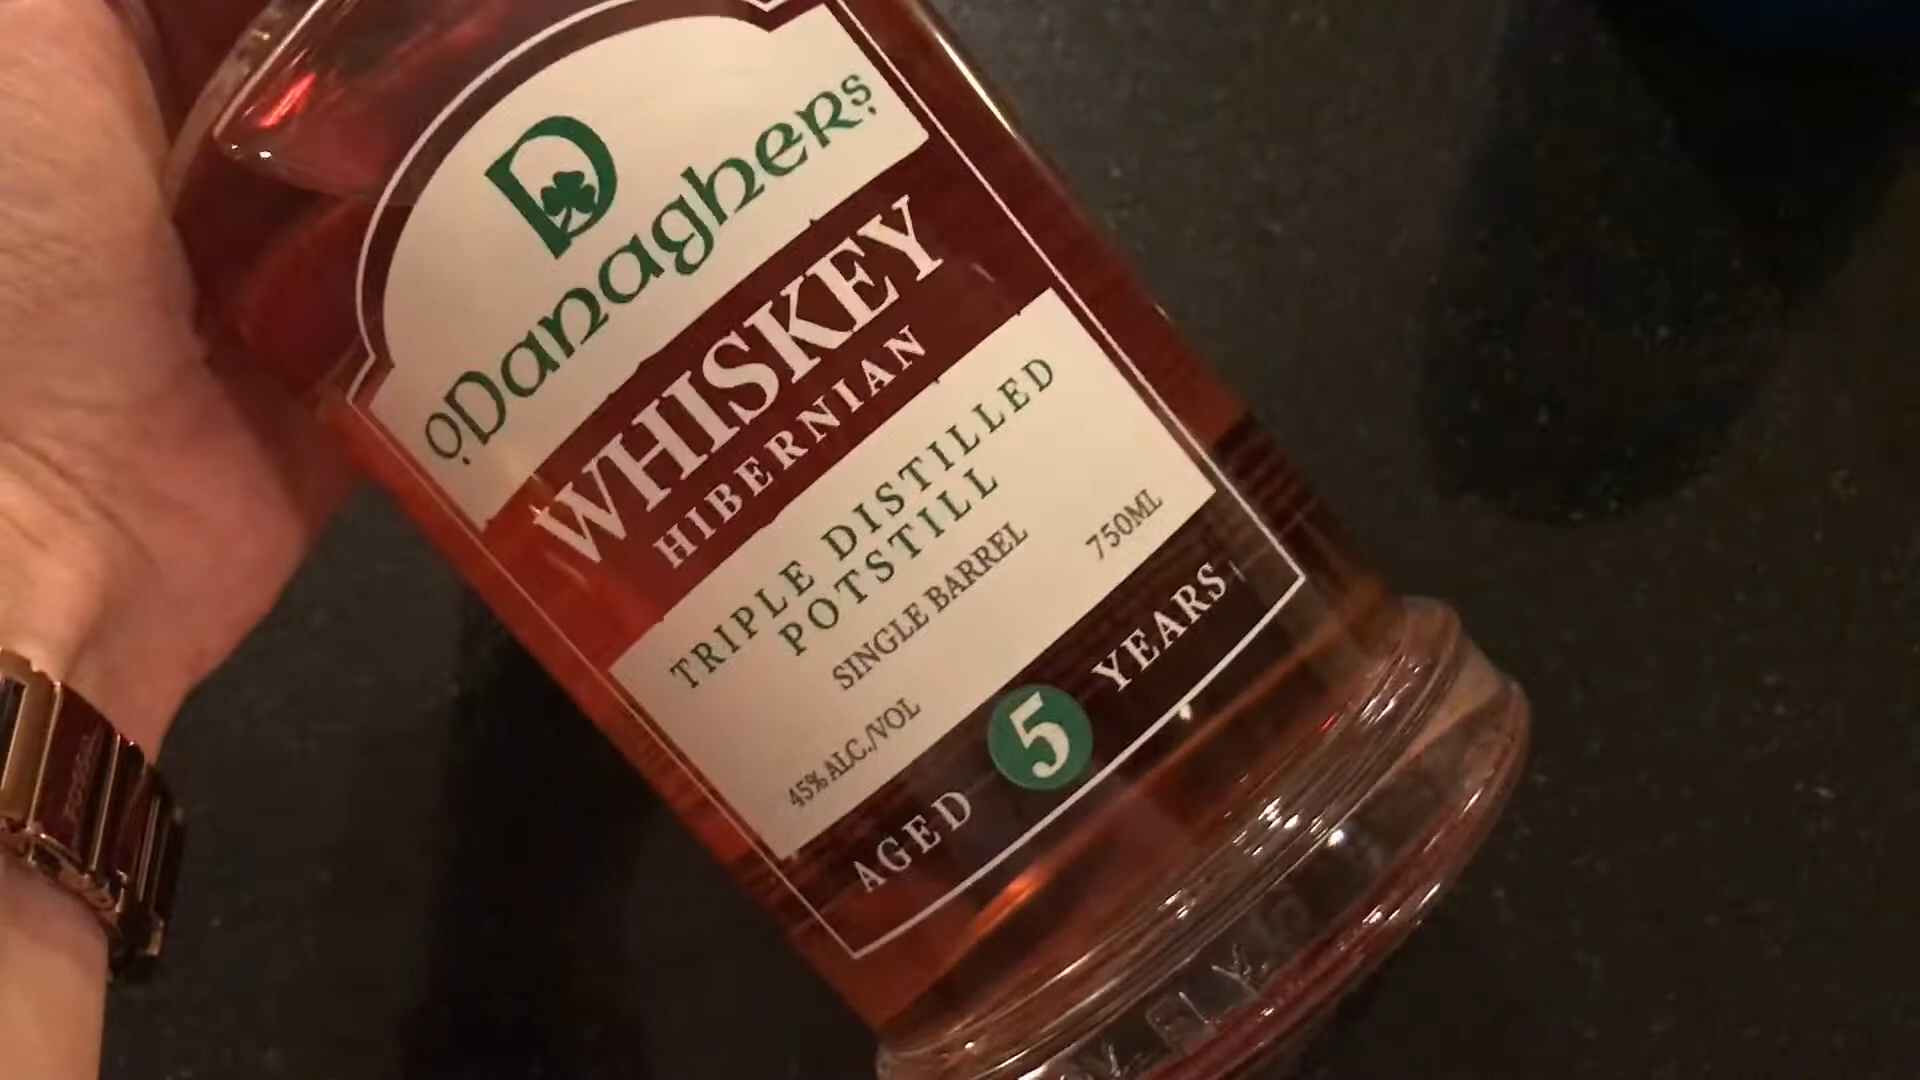 O'Danaghers
WHISKEY
HIBERNIAN
TRIPLE DISTILLED
POTSTILL
SINGLE BARREL
45% ALC./VOL 750ML
AGED 5 YEARS